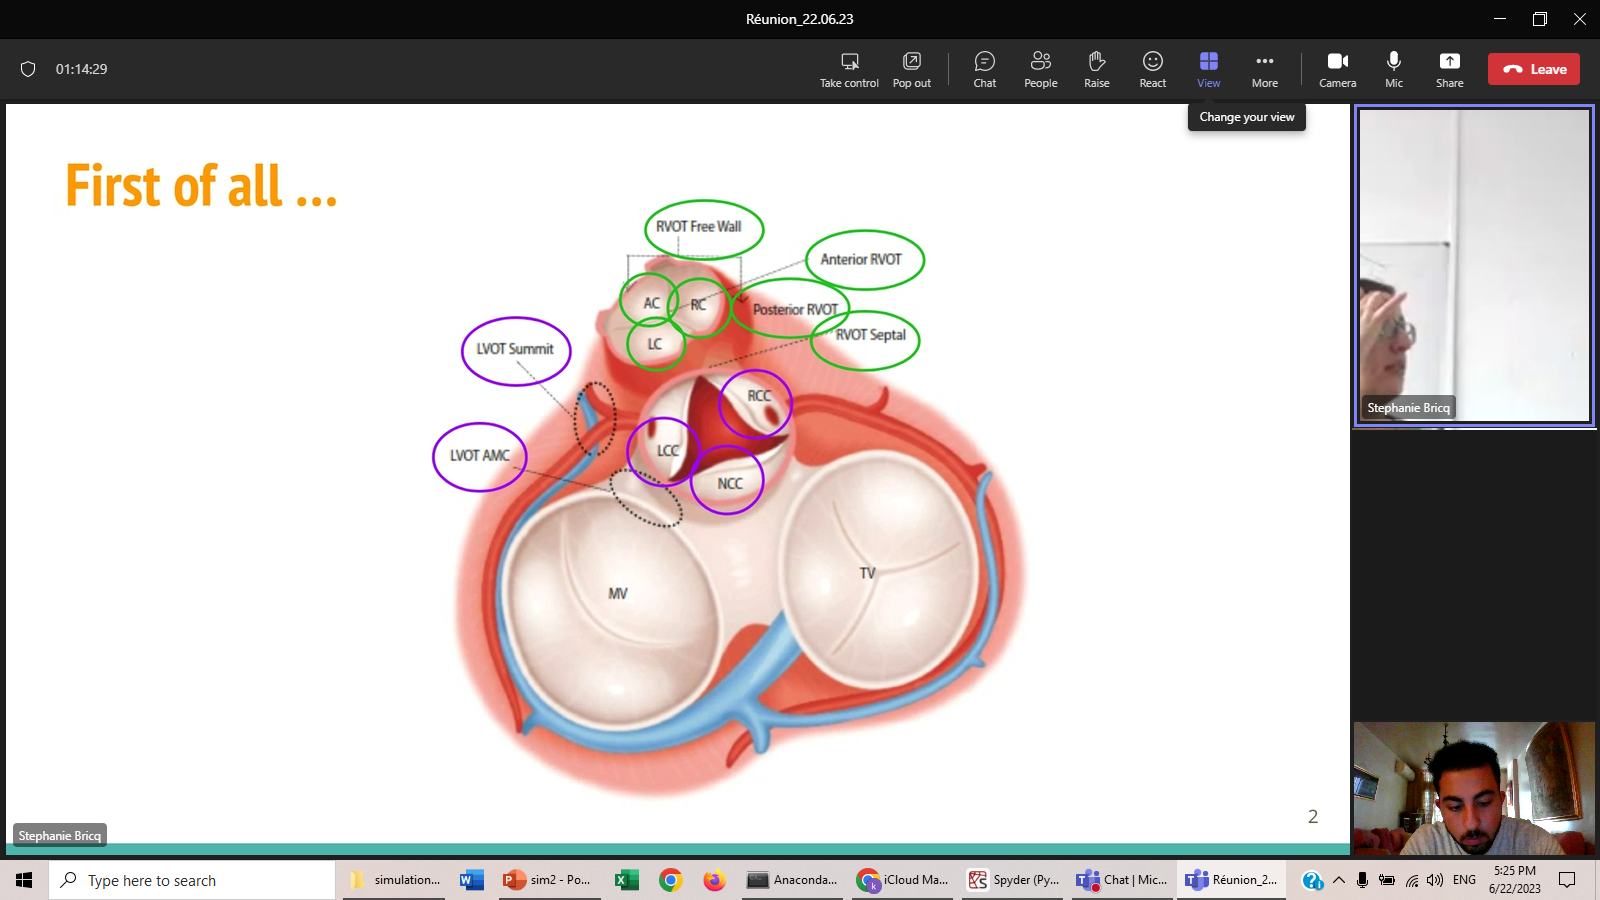 Réunion_22.06.23
01:14:29
Take control
Pop out
Chat
People
Raise
React
View
More
Camera
Mic
Share
Leave
Change your view
First of all ...
RVOT Free Wall
Anterior RVOT
AC
RC
Posterior RVOT
LC
RVOT Septal
LVOT Summit
RCC
LVOT AMC
LCC
NCC
MV
TV
2
Stephanie Bricq
Stephanie Bricq
Type here to search
simulation...
sim2 - Po...
Anaconda...
iCloud Ma...
Spyder (Py...
Chat | Mic...
Réunion_2...
ENG
5:25 PM
6/22/2023